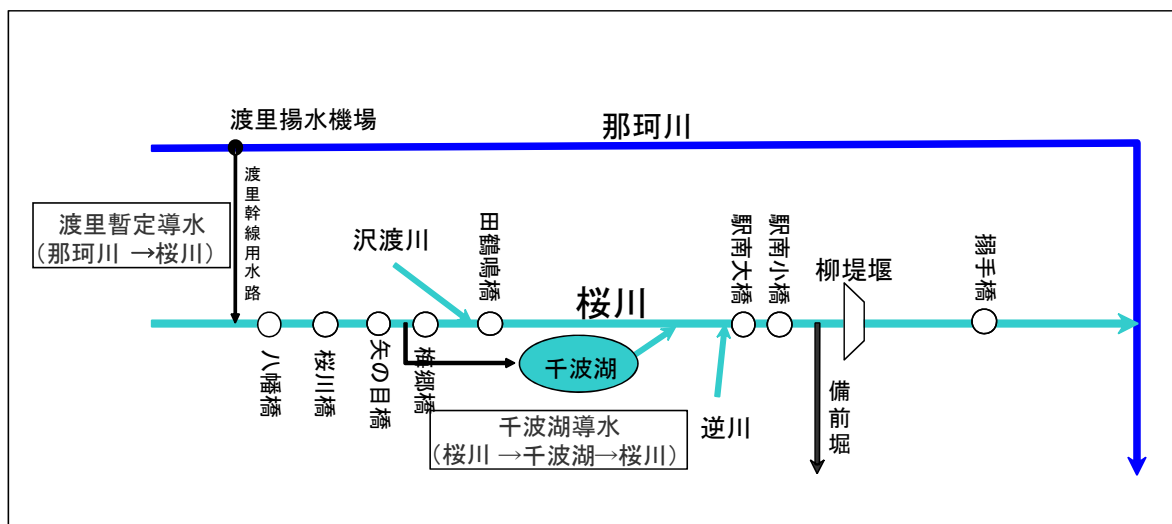 渡里揚水機場
那珂川
渡里幹線用水路
渡里暫定導水
(那珂川 →桜川)
沢渡川
田鶴鳴橋
桜川
駅南大橋
駅南小橋
柳堤堰
搦手橋
八幡橋
桜川橋
矢の目橋
梅郷橋
千波湖
千波湖導水
(桜川 →千波湖→桜川)
逆川
備前堀